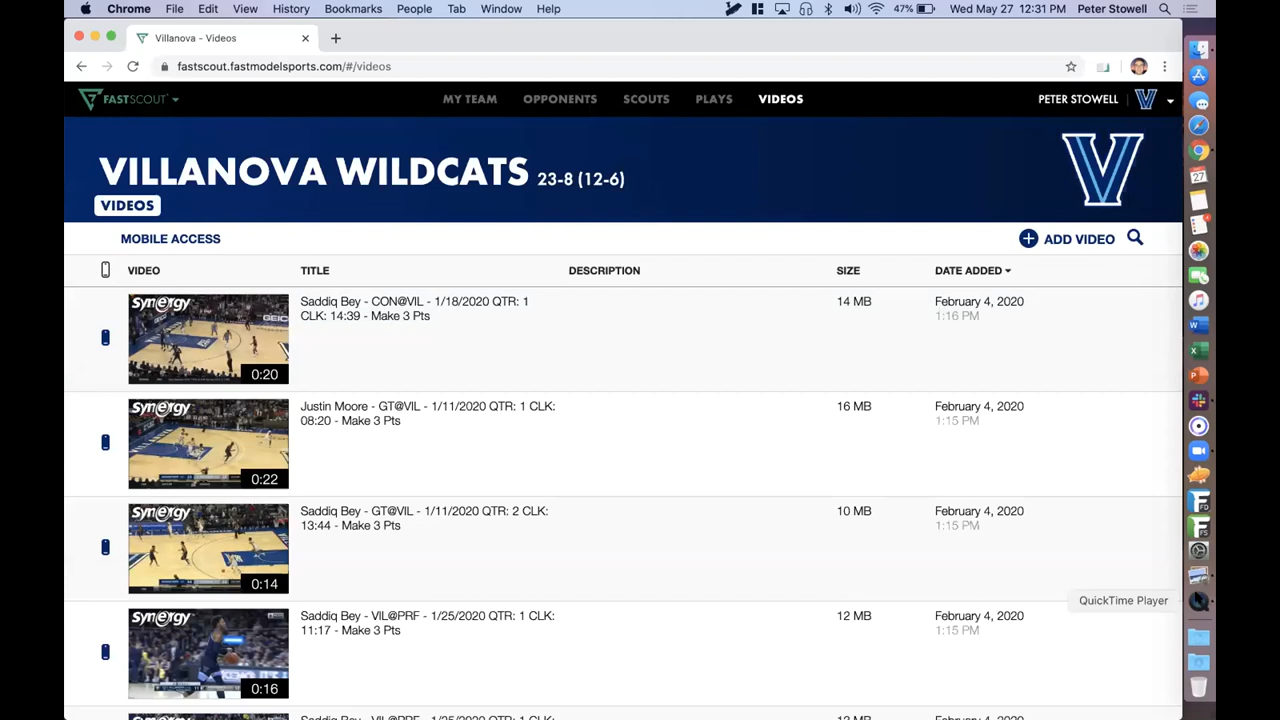 Chrome File Edit View History Bookmarks People Tab Window Help 47% Wed May 27 12:31 PM Peter Stowell
Villanova - Videos
fastscout.fastmodelsports.com/#/videos
FASTSCOUT MY TEAM OPPONENTS SCOUTS PLAYS VIDEOS PETER STOWELL
VILLANOVA WILDCATS 23-8 (12-6)
VIDEOS
MOBILE ACCESS ADD VIDEO
VIDEO TITLE DESCRIPTION SIZE DATE ADDED
Synergy Saddiq Bey - CON@VIL - 1/18/2020 QTR: 1 14 MB February 4, 2020
CLK: 14:39 - Make 3 Pts 1:16 PM
0:20
Synergy Justin Moore - GT@VIL - 1/11/2020 QTR: 1 CLK: 16 MB February 4, 2020
08:20 - Make 3 Pts 1:15 PM
0:22
Synergy Saddiq Bey - GT@VIL - 1/11/2020 QTR: 2 CLK: 10 MB February 4, 2020
13:44 - Make 3 Pts 1:15 PM
0:14
QuickTime Player
Synergy Saddiq Bey - VIL@PRF - 1/25/2020 QTR: 1 CLK: 12 MB February 4, 2020
11:17 - Make 3 Pts 1:15 PM
0:16